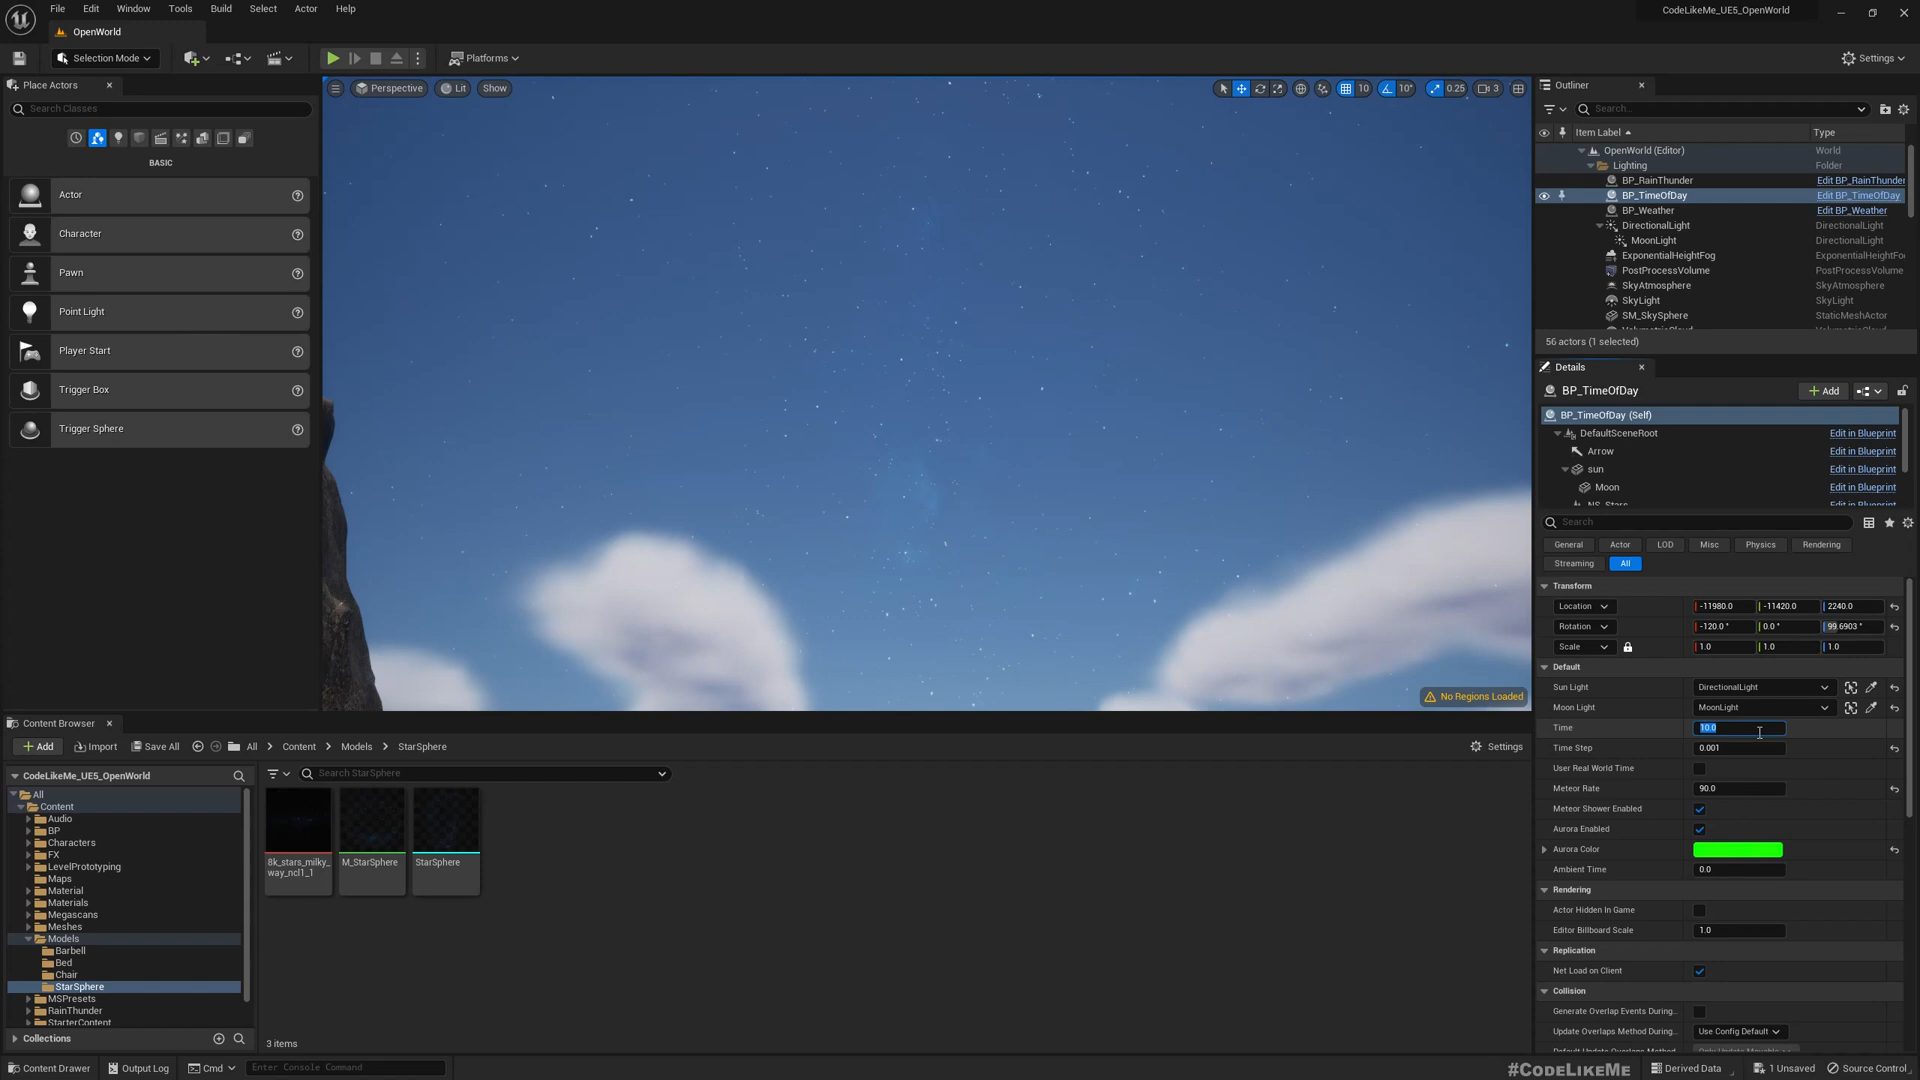 File Edit Window Tools Build Select Actor Help
CodeLikeMe_UE5_OpenWorld
OpenWorld
Selection Mode
Platforms
Settings
Place Actors
Search Classes
BASIC
Actor
Character
Pawn
Point Light
Player Start
Trigger Box
Trigger Sphere
Perspective Lit Show
10 10° 0.25 3
No Regions Loaded
Outliner
Search...
Item Label Type
OpenWorld (Editor) World
Lighting Folder
BP_RainThunder Edit BP_RainThunder
BP_TimeOfDay Edit BP_TimeOfDay
BP_Weather Edit BP_Weather
DirectionalLight DirectionalLight
MoonLight DirectionalLight
ExponentialHeightFog ExponentialHeightFo
PostProcessVolume PostProcessVolume
SkyAtmosphere SkyAtmosphere
SkyLight SkyLight
SM_SkySphere StaticMeshActor
56 actors (1 selected)
Details
BP_TimeOfDay
Add
BP_TimeOfDay (Self)
DefaultSceneRoot Edit in Blueprint
Arrow Edit in Blueprint
sun Edit in Blueprint
Moon Edit in Blueprint
NS_Stars Edit in Blueprint
Search
General Actor LOD Misc Physics Rendering
Streaming All
Transform
Location -11980.0 -11420.0 2240.0
Rotation -120.0 ° 0.0 ° 99.6903 °
Scale 1.0 1.0 1.0
Default
Sun Light DirectionalLight
Moon Light MoonLight
Time 10.0
Time Step 0.001
User Real World Time
Meteor Rate 90.0
Meteor Shower Enabled
Aurora Enabled
Aurora Color
Ambient Time 0.0
Rendering
Actor Hidden In Game
Editor Billboard Scale 1.0
Replication
Net Load on Client
Collision
Generate Overlap Events During...
Update Overlaps Method During... Use Config Default
Content Browser
Add Import Save All All Content Models StarSphere
Settings
CodeLikeMe_UE5_OpenWorld
Search StarSphere
All
Content
Audio
BP
Characters
FX
LevelPrototyping
Maps
Material
Materials
Megascans
Meshes
Models
Barbell
Bed
Chair
StarSphere
MSPresets
RainThunder
StarterContent
Collections
8k_stars_milky_
way_ncl1_1
M_StarSphere
StarSphere
3 items
Content Drawer Output Log Cmd Enter Console Command
#CodeLikeMe
Derived Data 1 Unsaved Source Control